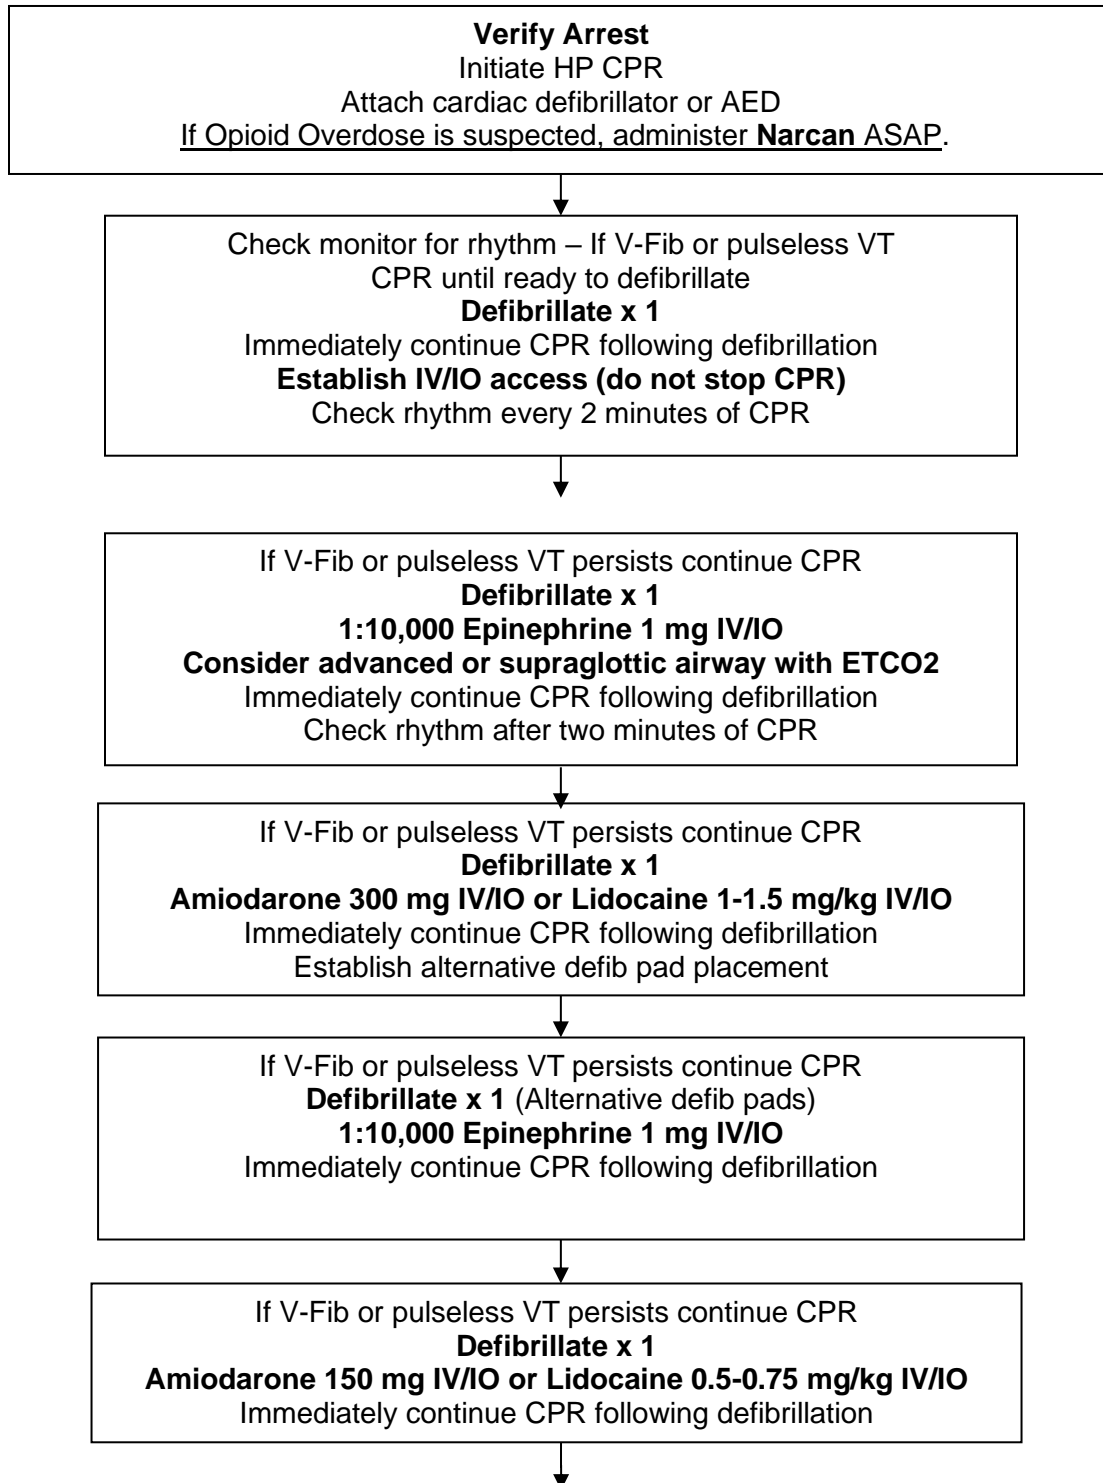 Verify Arrest
Initiate HP CPR
Attach cardiac defibrillator or AED
If Opioid Overdose is suspected, administer Narcan ASAP.
Check monitor for rhythm – If V-Fib or pulseless VT
CPR until ready to defibrillate
Defibrillate x 1
Immediately continue CPR following defibrillation
Establish IV/IO access (do not stop CPR)
Check rhythm every 2 minutes of CPR
If V-Fib or pulseless VT persists continue CPR
Defibrillate x 1
1:10,000 Epinephrine 1 mg IV/IO
Consider advanced or supraglottic airway with ETCO2
Immediately continue CPR following defibrillation
Check rhythm after two minutes of CPR
If V-Fib or pulseless VT persists continue CPR
Defibrillate x 1
Amiodarone 300 mg IV/IO or Lidocaine 1-1.5 mg/kg IV/IO
Immediately continue CPR following defibrillation
Establish alternative defib pad placement
If V-Fib or pulseless VT persists continue CPR
Defibrillate x 1 (Alternative defib pads)
1:10,000 Epinephrine 1 mg IV/IO
Immediately continue CPR following defibrillation
If V-Fib or pulseless VT persists continue CPR
Defibrillate x 1
Amiodarone 150 mg IV/IO or Lidocaine 0.5-0.75 mg/kg IV/IO
Immediately continue CPR following defibrillation